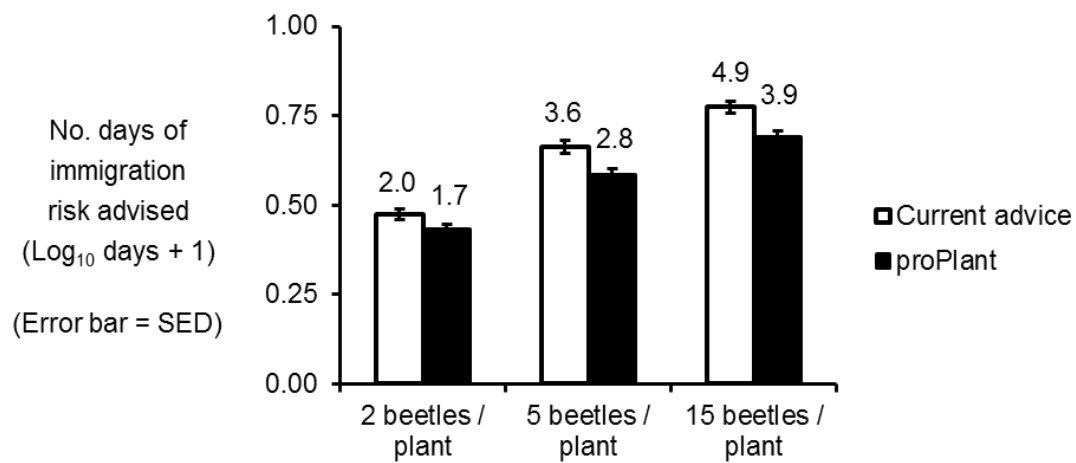 No. days of
immigration
risk advised
(Log₁₀ days + 1)
(Error bar = SED)
1.00
0.75
0.50
0.25
0.00
2.0
1.7
3.6
2.8
4.9
3.9
2 beetles /
plant
5 beetles /
plant
15 beetles /
plant
Current advice
proPlant